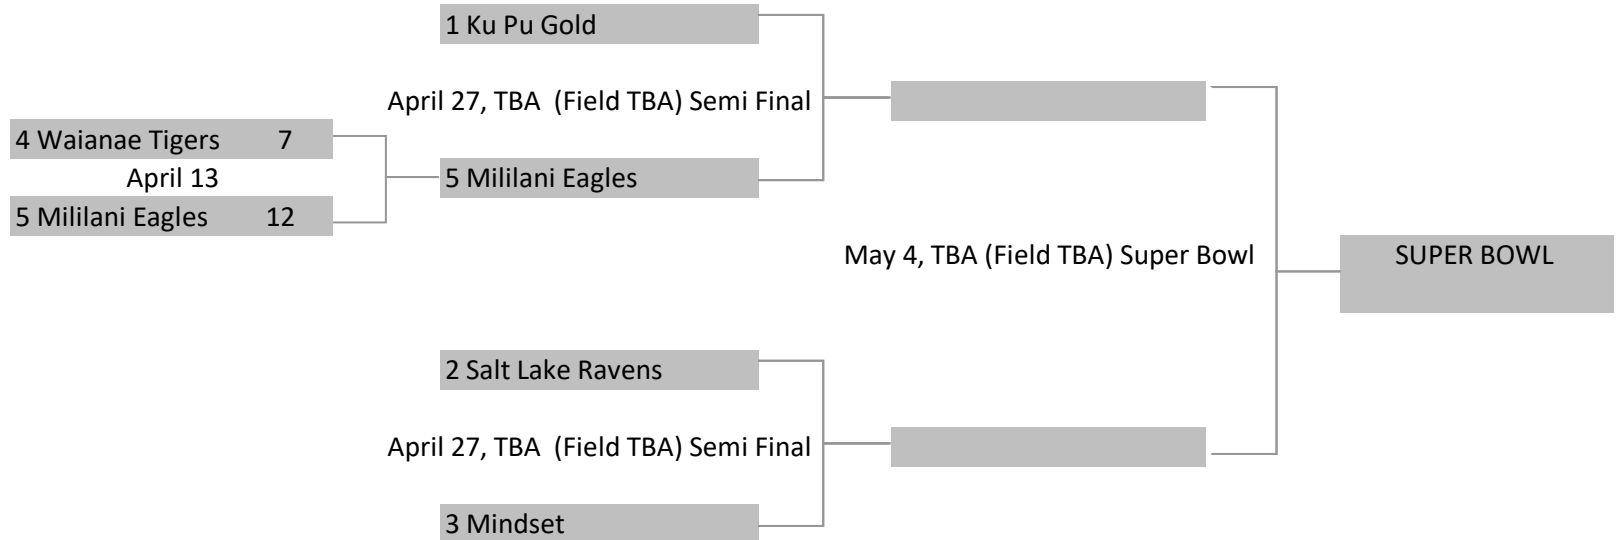 1 Ku Pu Gold
April 27, TBA  (Field TBA) Semi Final
4 Waianae Tigers 7
April 13
5 Mililani Eagles
5 Mililani Eagles 12
May 4, TBA (Field TBA) Super Bowl
SUPER BOWL
2 Salt Lake Ravens
April 27, TBA  (Field TBA) Semi Final
3 Mindset